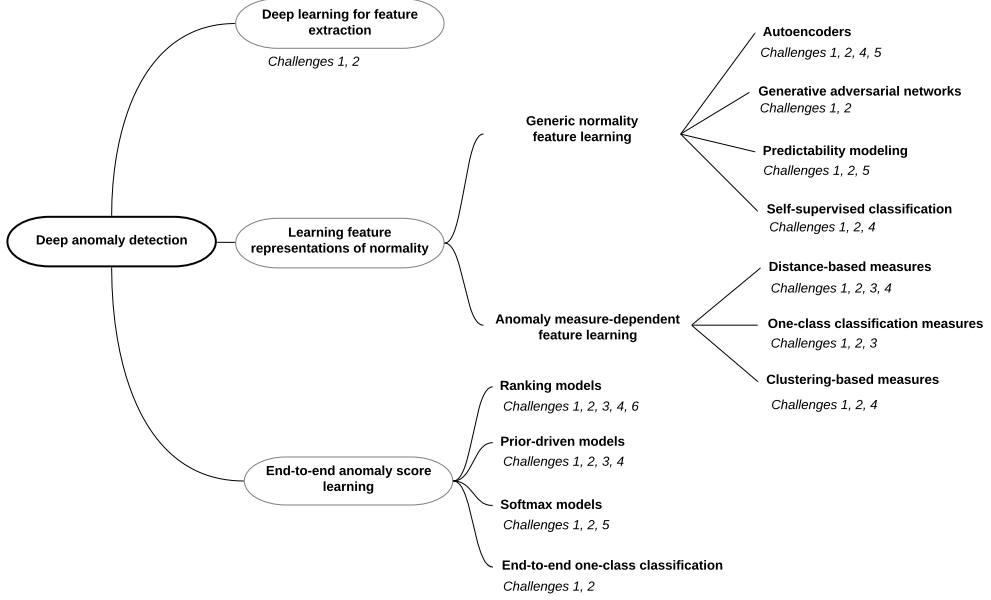 Deep learning for feature
extraction
Challenges 1, 2
Autoencoders
Challenges 1, 2, 4, 5
Generative adversarial networks
Challenges 1, 2
Generic normality
feature learning
Predictability modeling
Challenges 1, 2, 5
Self-supervised classification
Challenges 1, 2, 4
Deep anomaly detection
Learning feature
representations of normality
Distance-based measures
Challenges 1, 2, 3, 4
Anomaly measure-dependent
feature learning
One-class classification measures
Challenges 1, 2, 3
Clustering-based measures
Challenges 1, 2, 4
Ranking models
Challenges 1, 2, 3, 4, 6
Prior-driven models
Challenges 1, 2, 3, 4
End-to-end anomaly score
learning
Softmax models
Challenges 1, 2, 5
End-to-end one-class classification
Challenges 1, 2